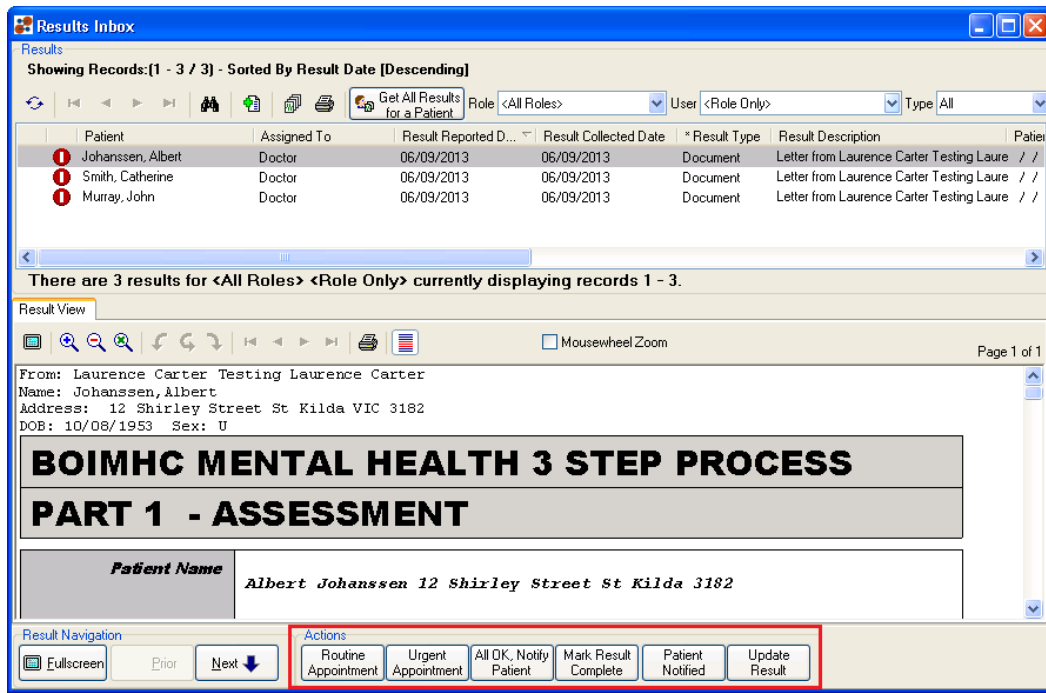 Results Inbox
Results
Showing Records:(1 - 3 / 3) - Sorted By Result Date [Descending]
Get All Results for a Patient Role <All Roles> User <Role Only> Type All
Patient Assigned To Result Reported D... Result Collected Date * Result Type Result Description Patier
Johanssen, Albert Doctor 06/09/2013 06/09/2013 Document Letter from Laurence Carter Testing Laure / /
Smith, Catherine Doctor 06/09/2013 06/09/2013 Document Letter from Laurence Carter Testing Laure / /
Murray, John Doctor 06/09/2013 06/09/2013 Document Letter from Laurence Carter Testing Laure / /
There are 3 results for <All Roles> <Role Only> currently displaying records 1 - 3.
Result View
Mousewheel Zoom
Page 1 of 1
From: Laurence Carter Testing Laurence Carter
Name: Johanssen,Albert
Address: 12 Shirley Street St Kilda VIC 3182
DOB: 10/08/1953 Sex: U
BOIMHC MENTAL HEALTH 3 STEP PROCESS
PART 1 - ASSESSMENT
Patient Name
Albert Johanssen 12 Shirley Street St Kilda 3182
Result Navigation
Fullscreen Prior Next
Actions
Routine Appointment Urgent Appointment All OK, Notify Patient Mark Result Complete Patient Notified Update Result